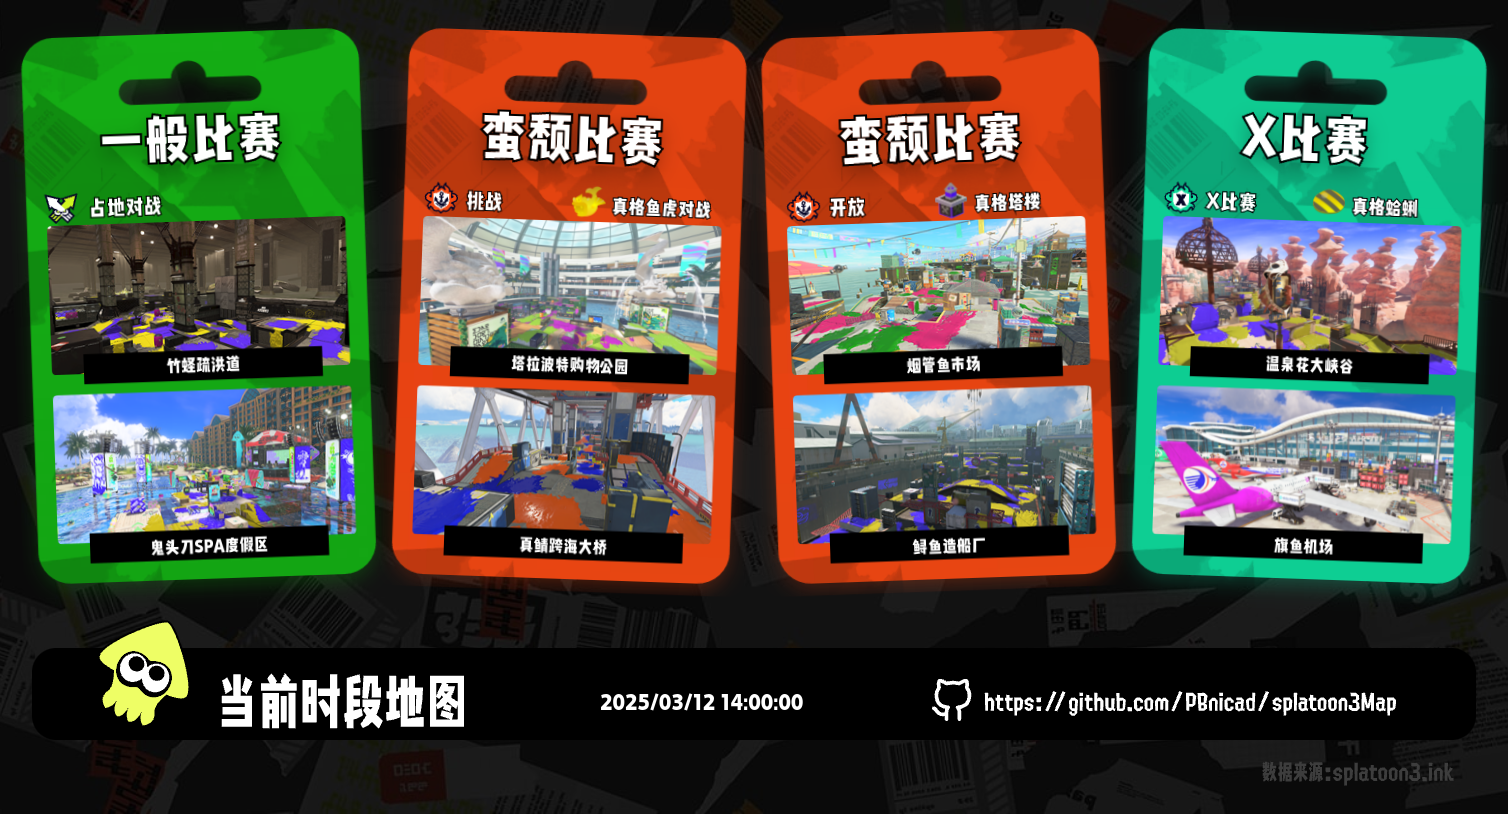 一般比赛
占地对战
竹蛏疏洪道
鬼头刀SPA度假区
蛮颓比赛
挑战
真格鱼虎对战
塔拉波特购物公园
真鲭跨海大桥
蛮颓比赛
开放
真格塔楼
烟管鱼市场
鲟鱼造船厂
X比赛
X比赛
真格蛤蜊
温泉花大峡谷
旗鱼机场
当前时段地图
2025/03/12 14:00:00
https://github.com/PBnicad/splatoon3Map
数据来源:splatoon3.ink